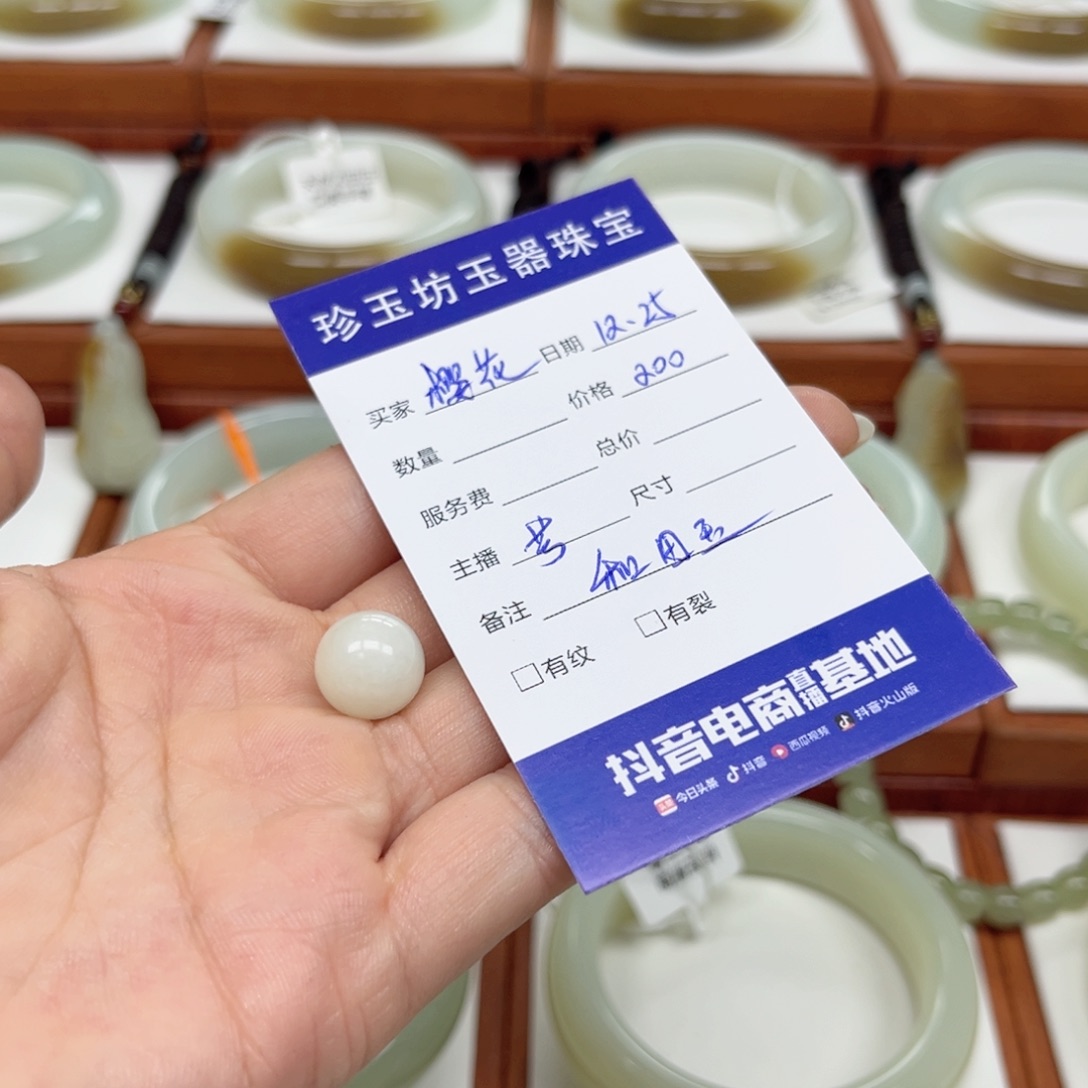 珍玉坊玉器珠宝
买家 樱花 日期 12.25
数量 价格 200
服务费 总价
主播 尺寸
备注 和田玉
□有纹 □有裂
抖音电商直播基地
今日头条 抖音 西瓜视频 抖音火山版